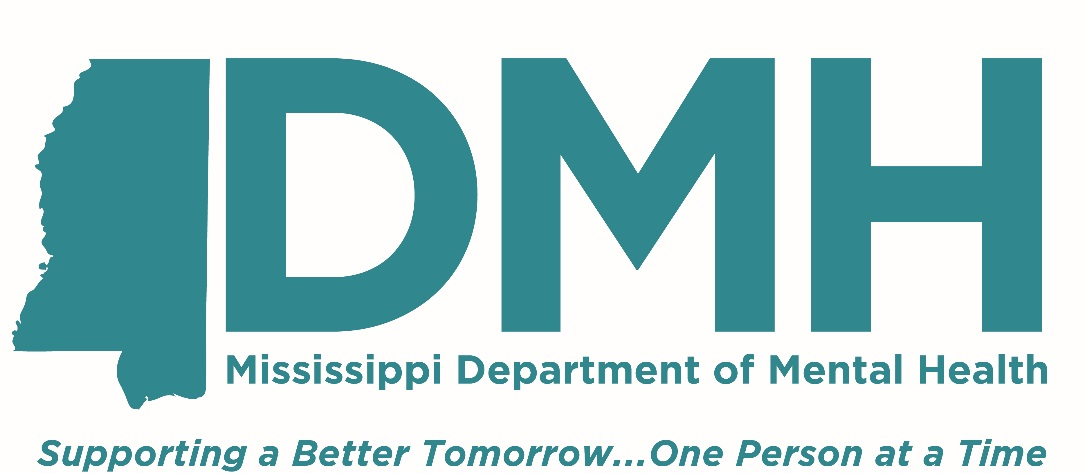 DMH
Mississippi Department of Mental Health
Supporting a Better Tomorrow...One Person at a Time